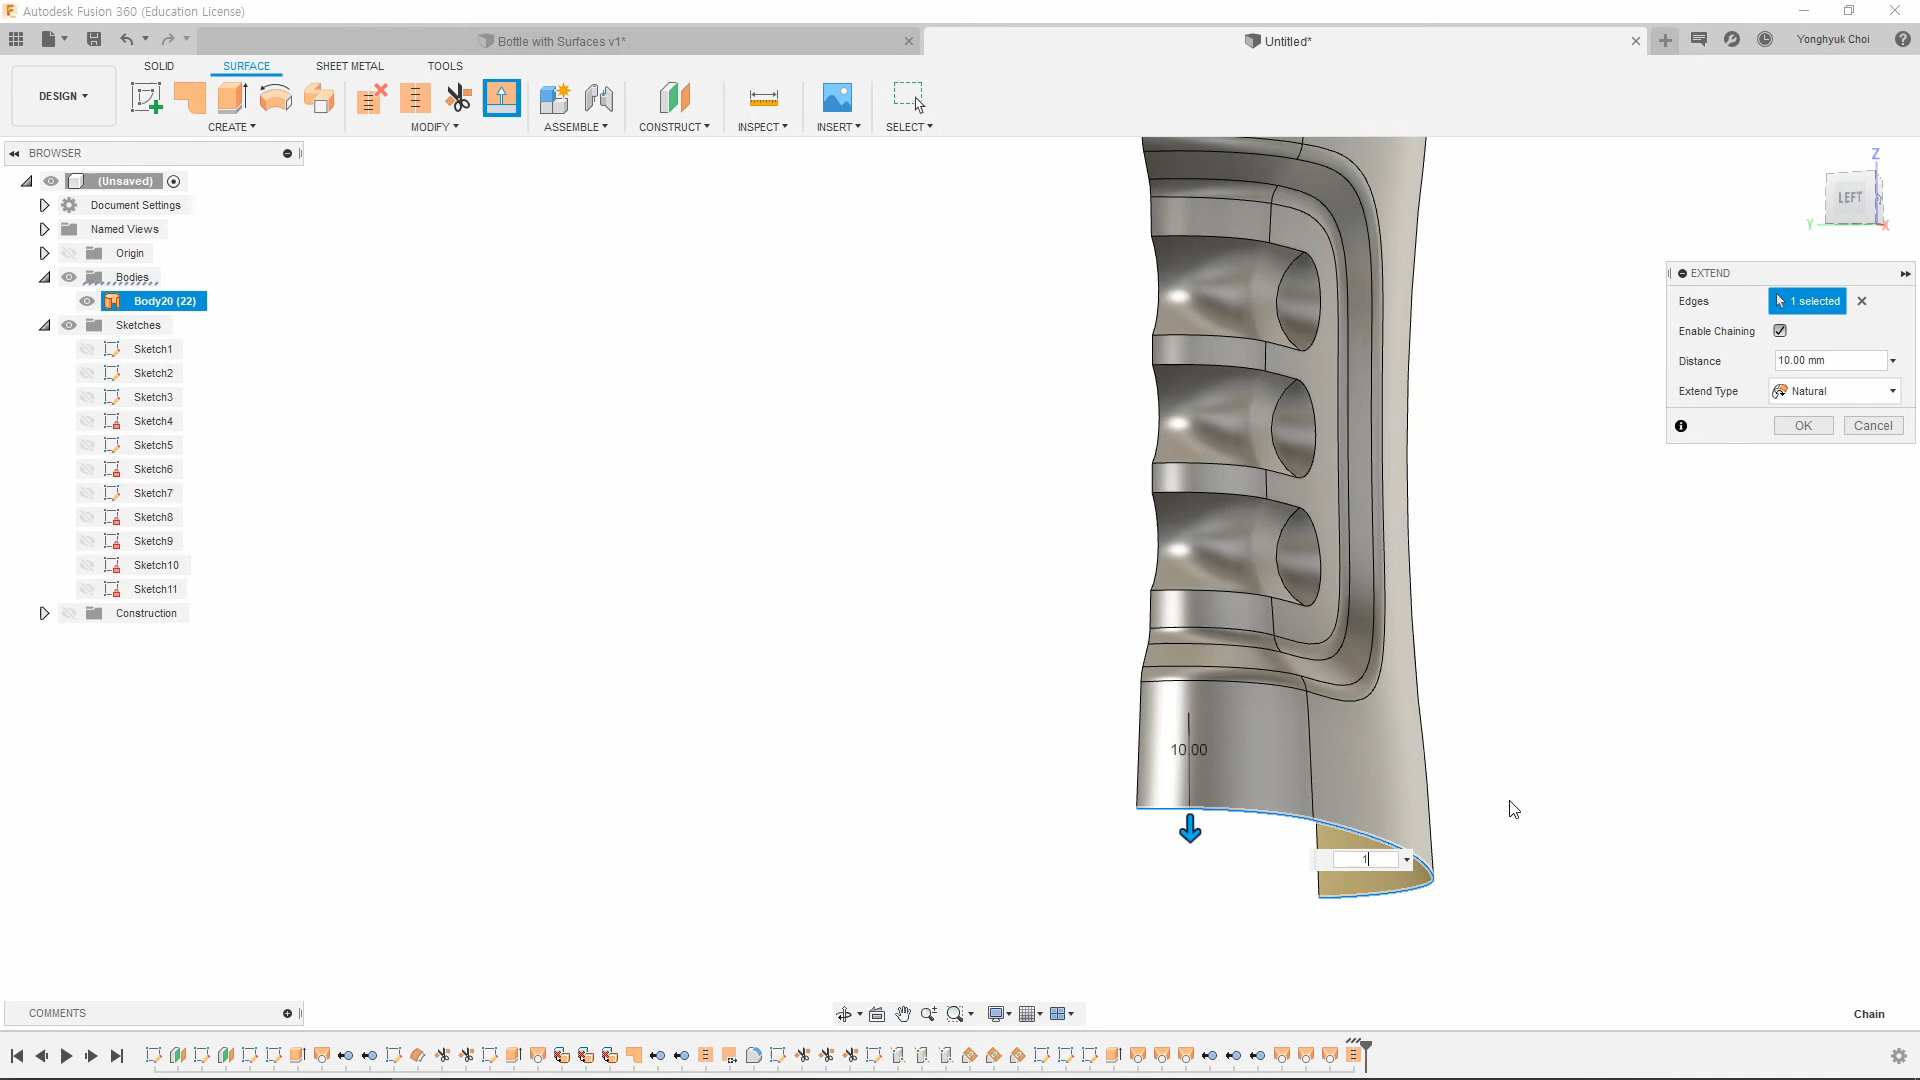 Autodesk Fusion 360 (Education License)
Bottle with Surfaces v1*
Untitled*
Yonghyuk Choi
DESIGN
SOLID SURFACE SHEET METAL TOOLS
CREATE MODIFY ASSEMBLE CONSTRUCT INSPECT INSERT SELECT
BROWSER
(Unsaved)
Document Settings
Named Views
Origin
Bodies
Body20 (22)
Sketches
Sketch1
Sketch2
Sketch3
Sketch4
Sketch5
Sketch6
Sketch7
Sketch8
Sketch9
Sketch10
Sketch11
Construction
Z
LEFT
Y
X
EXTEND
Edges 1 selected
Enable Chaining
Distance 10.00 mm
Extend Type Natural
OK Cancel
10.00
1
COMMENTS
Chain